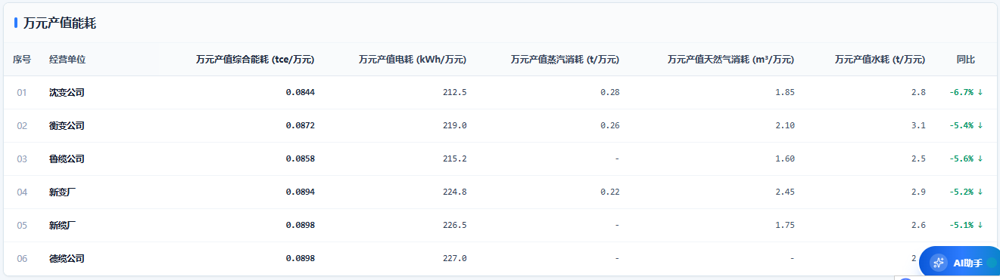 万元产值能耗
序号 经营单位 万元产值综合能耗 (tce/万元) 万元产值电耗 (kWh/万元) 万元产值蒸汽消耗 (t/万元) 万元产值天然气消耗 (m³/万元) 万元产值水耗 (t/万元) 同比
01 沈变公司 0.0844 212.5 0.28 1.85 2.8 -6.7% ↓
02 衡变公司 0.0872 219.0 0.26 2.10 3.1 -5.4% ↓
03 鲁缆公司 0.0858 215.2 - 1.60 2.5 -5.6% ↓
04 新变厂 0.0894 224.8 0.22 2.45 2.9 -5.2% ↓
05 新缆厂 0.0898 226.5 - 1.75 2.6 -5.1% ↓
06 德缆公司 0.0898 227.0 - - 2
AI助手